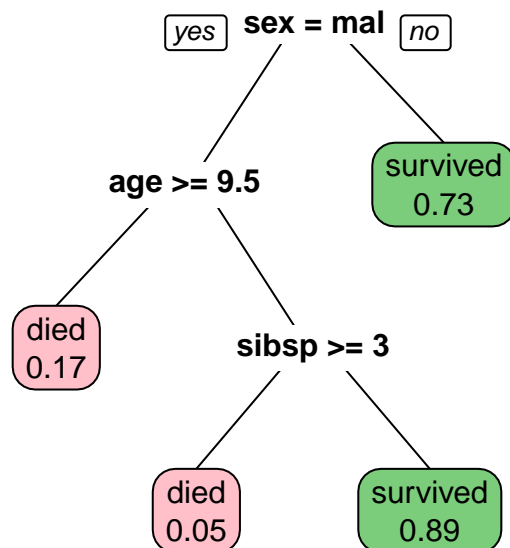 yes sex = mal no
age >= 9.5
survived
0.73
died
0.17
sibsp >= 3
died
0.05
survived
0.89